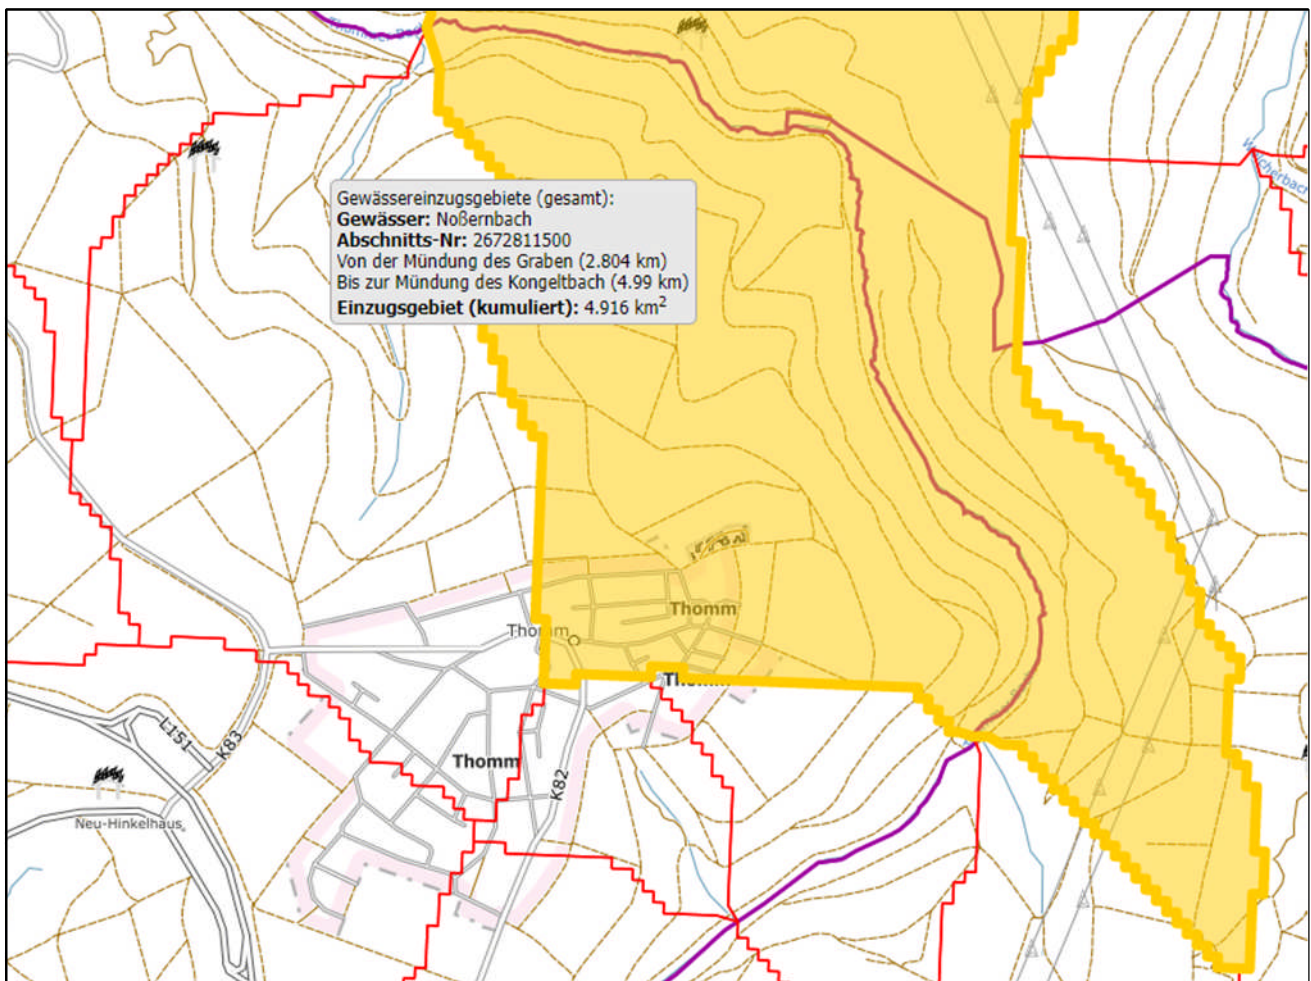 Gewässereinzugsgebiete (gesamt):
Gewässer: Noßernbach
Abschnitts-Nr: 2672811500
Von der Mündung des Graben (2.804 km)
Bis zur Mündung des Kongeltbach (4.99 km)
Einzugsgebiet (kumuliert): 4.916 km²
Thomm
Thomm
Thomm
Thomm
L151
K83
K82
Neu-Hinkelhaus